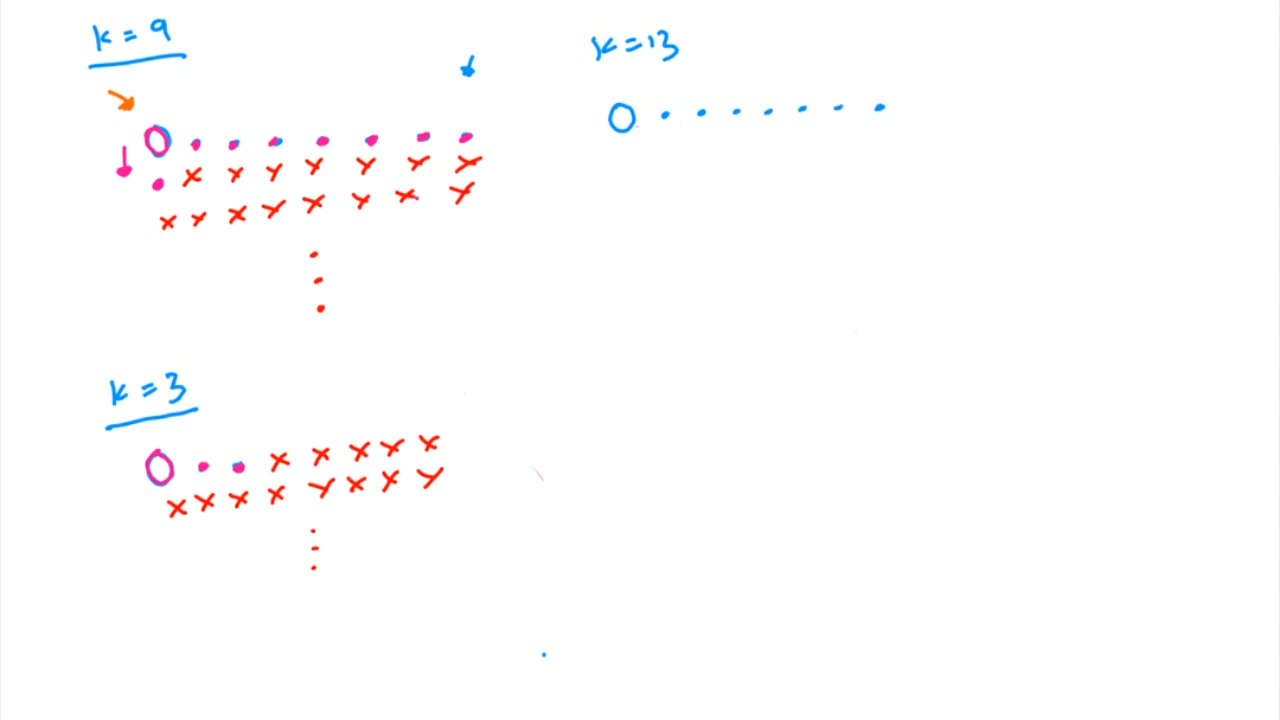 k = 9
k = 13
O . . . . . . .
O . . . . . . .
. x x x x x x x
x x x x x x x x
.
.
.
k = 3
O . . x x x x x
x x x x x x x x
.
.
.